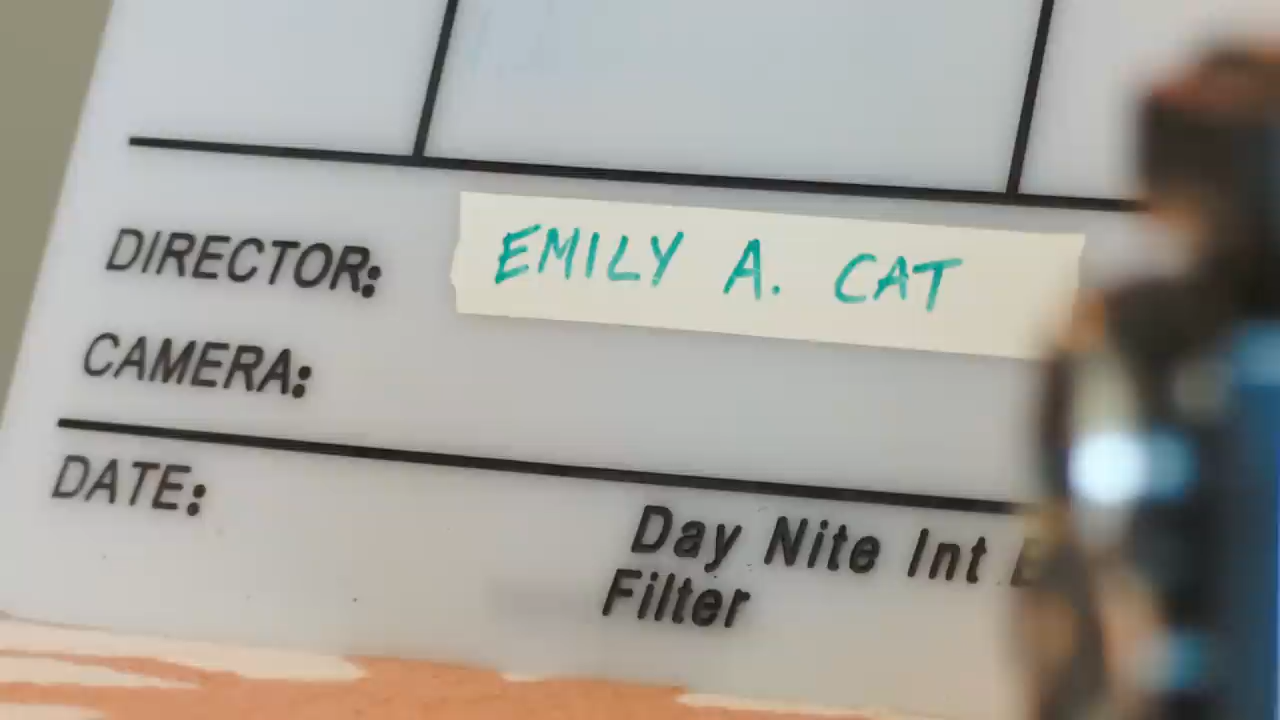 DIRECTOR: EMILY A. CAT
CAMERA:
DATE:
Day Nite Int
Filter